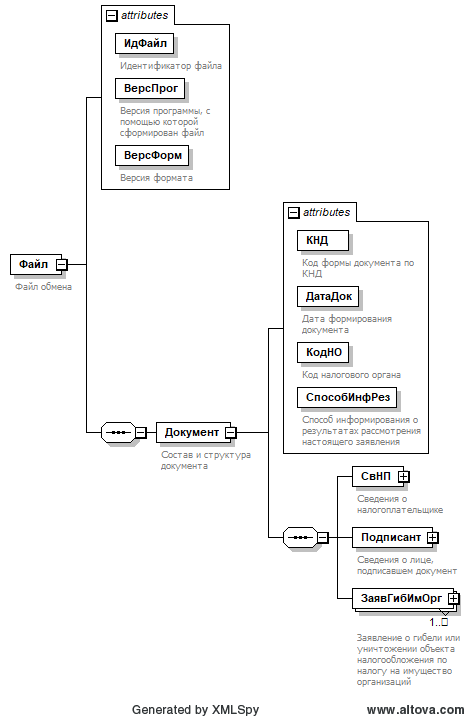 attributes
ИдФайл
Идентификатор файла
ВерсПрог
Версия программы, с
помощью которой
сформирован файл
ВерсФорм
Версия формата
Файл
Файл обмена
attributes
КНД
Код формы документа по
КНД
ДатаДок
Дата формирования
документа
КодНО
Код налогового органа
СпособИнфРез
Способ информирования о
результатах рассмотрения
настоящего заявления
Документ
Состав и структура
документа
СвНП
Сведения о
налогоплательщике
Подписант
Сведения о лице,
подписавшем документ
ЗаявГибИмОрг
1..□
Заявление о гибели или
уничтожении объекта
налогообложения по
налогу на имущество
организаций
Generated by XMLSpy
www.altova.com